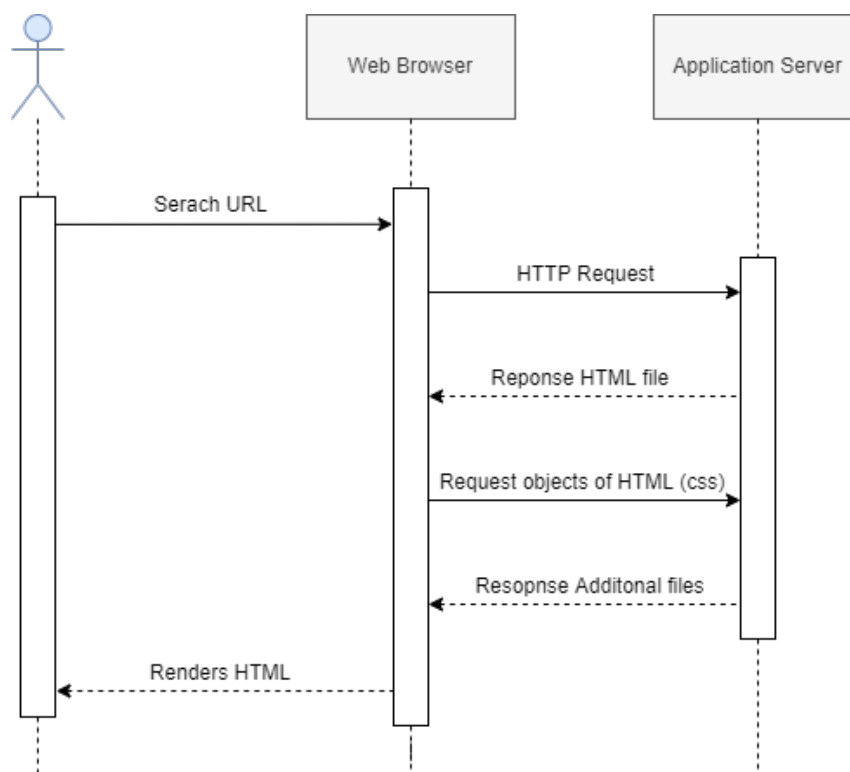 Web Browser
Application Server
Serach URL
HTTP Request
Reponse HTML file
Request objects of HTML (css)
Resopnse Additonal files
Renders HTML